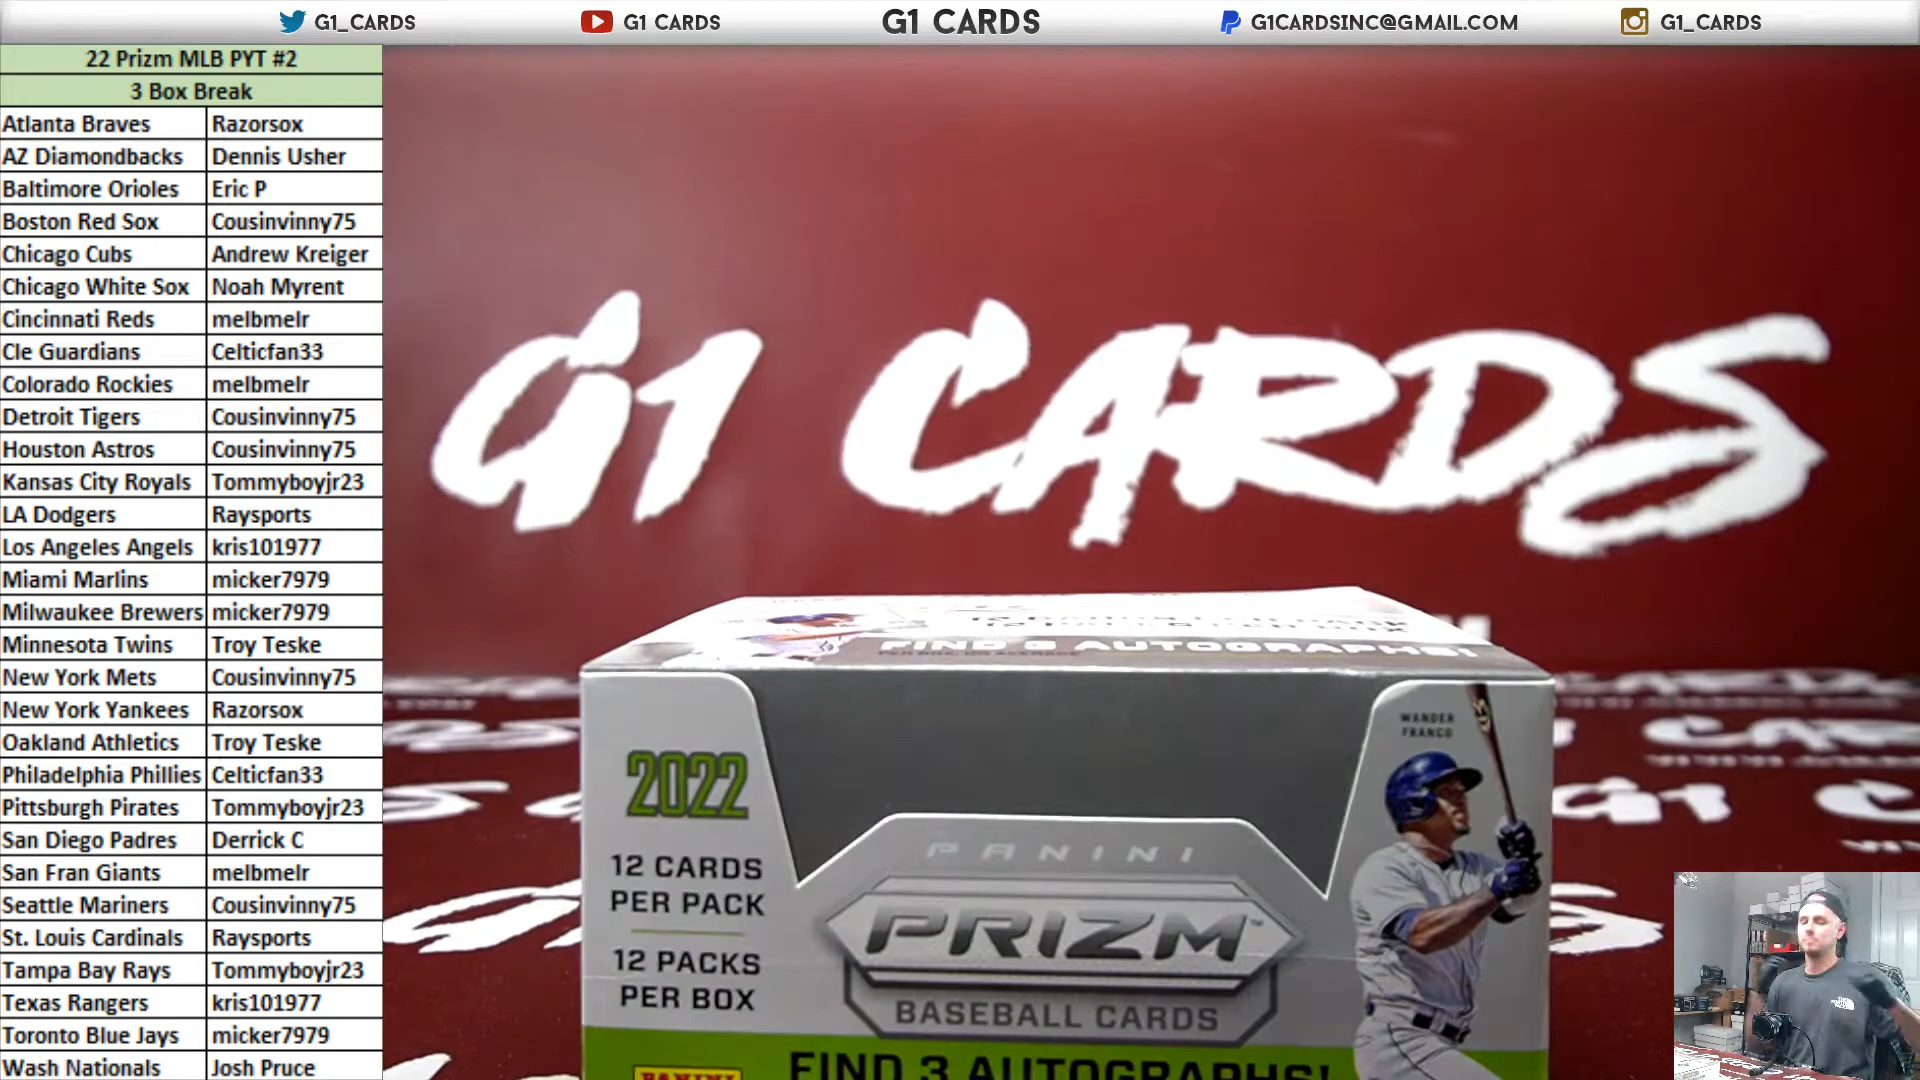 G1_CARDS
G1 CARDS
G1 CARDS
G1CARDSINC@GMAIL.COM
G1_CARDS
22 Prizm MLB PYT #2
3 Box Break
Atlanta Braves Razorsox
AZ Diamondbacks Dennis Usher
Baltimore Orioles Eric P
Boston Red Sox Cousinvinny75
Chicago Cubs Andrew Kreiger
Chicago White Sox Noah Myrent
Cincinnati Reds melbmelr
Cle Guardians Celticfan33
Colorado Rockies melbmelr
Detroit Tigers Cousinvinny75
Houston Astros Cousinvinny75
Kansas City Royals Tommyboyjr23
LA Dodgers Raysports
Los Angeles Angels kris101977
Miami Marlins micker7979
Milwaukee Brewers micker7979
Minnesota Twins Troy Teske
New York Mets Cousinvinny75
New York Yankees Razorsox
Oakland Athletics Troy Teske
Philadelphia Phillies Celticfan33
Pittsburgh Pirates Tommyboyjr23
San Diego Padres Derrick C
San Fran Giants melbmelr
Seattle Mariners Cousinvinny75
St. Louis Cardinals Raysports
Tampa Bay Rays Tommyboyjr23
Texas Rangers kris101977
Toronto Blue Jays micker7979
Wash Nationals Josh Pruce
G1 CARDS
FIND 3 AUTOGRAPHS!
WANDER
FRANCO
2022
12 CARDS
PER PACK
12 PACKS
PER BOX
PANINI
PRIZM
BASEBALL CARDS
FIND 3 AUTOGRAPHS!
PANINI